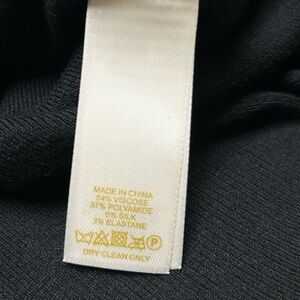 MADE IN CHINA
54% VISCOSE
37% POLYAMIDE
6% SILK
3% ELASTANE
P
DRY CLEAN ONLY